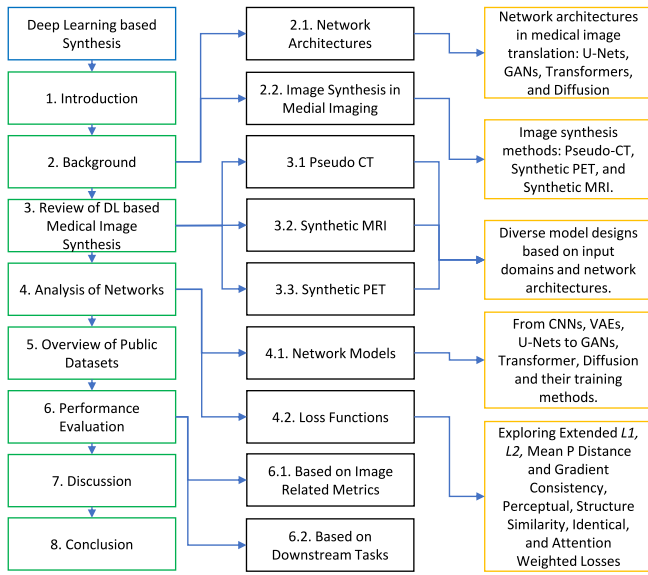 Deep Learning based
Synthesis
1. Introduction
2. Background
3. Review of DL based
Medical Image
Synthesis
4. Analysis of Networks
5. Overview of Public
Datasets
6. Performance
Evaluation
7. Discussion
8. Conclusion
2.1. Network
Architectures
2.2. Image Synthesis in
Medial Imaging
3.1 Pseudo CT
3.2. Synthetic MRI
3.3. Synthetic PET
4.1. Network Models
4.2. Loss Functions
6.1. Based on Image
Related Metrics
6.2. Based on
Downstream Tasks
Network architectures
in medical image
translation: U-Nets,
GANs, Transformers,
and Diffusion
Image synthesis
methods: Pseudo-CT,
Synthetic PET, and
Synthetic MRI.
Diverse model designs
based on input
domains and network
architectures.
From CNNs, VAEs,
U-Nets to GANs,
Transformer, Diffusion
and their training
methods.
Exploring Extended L1,
L2, Mean P Distance
and Gradient
Consistency,
Perceptual, Structure
Similarity, Identical,
and Attention
Weighted Losses